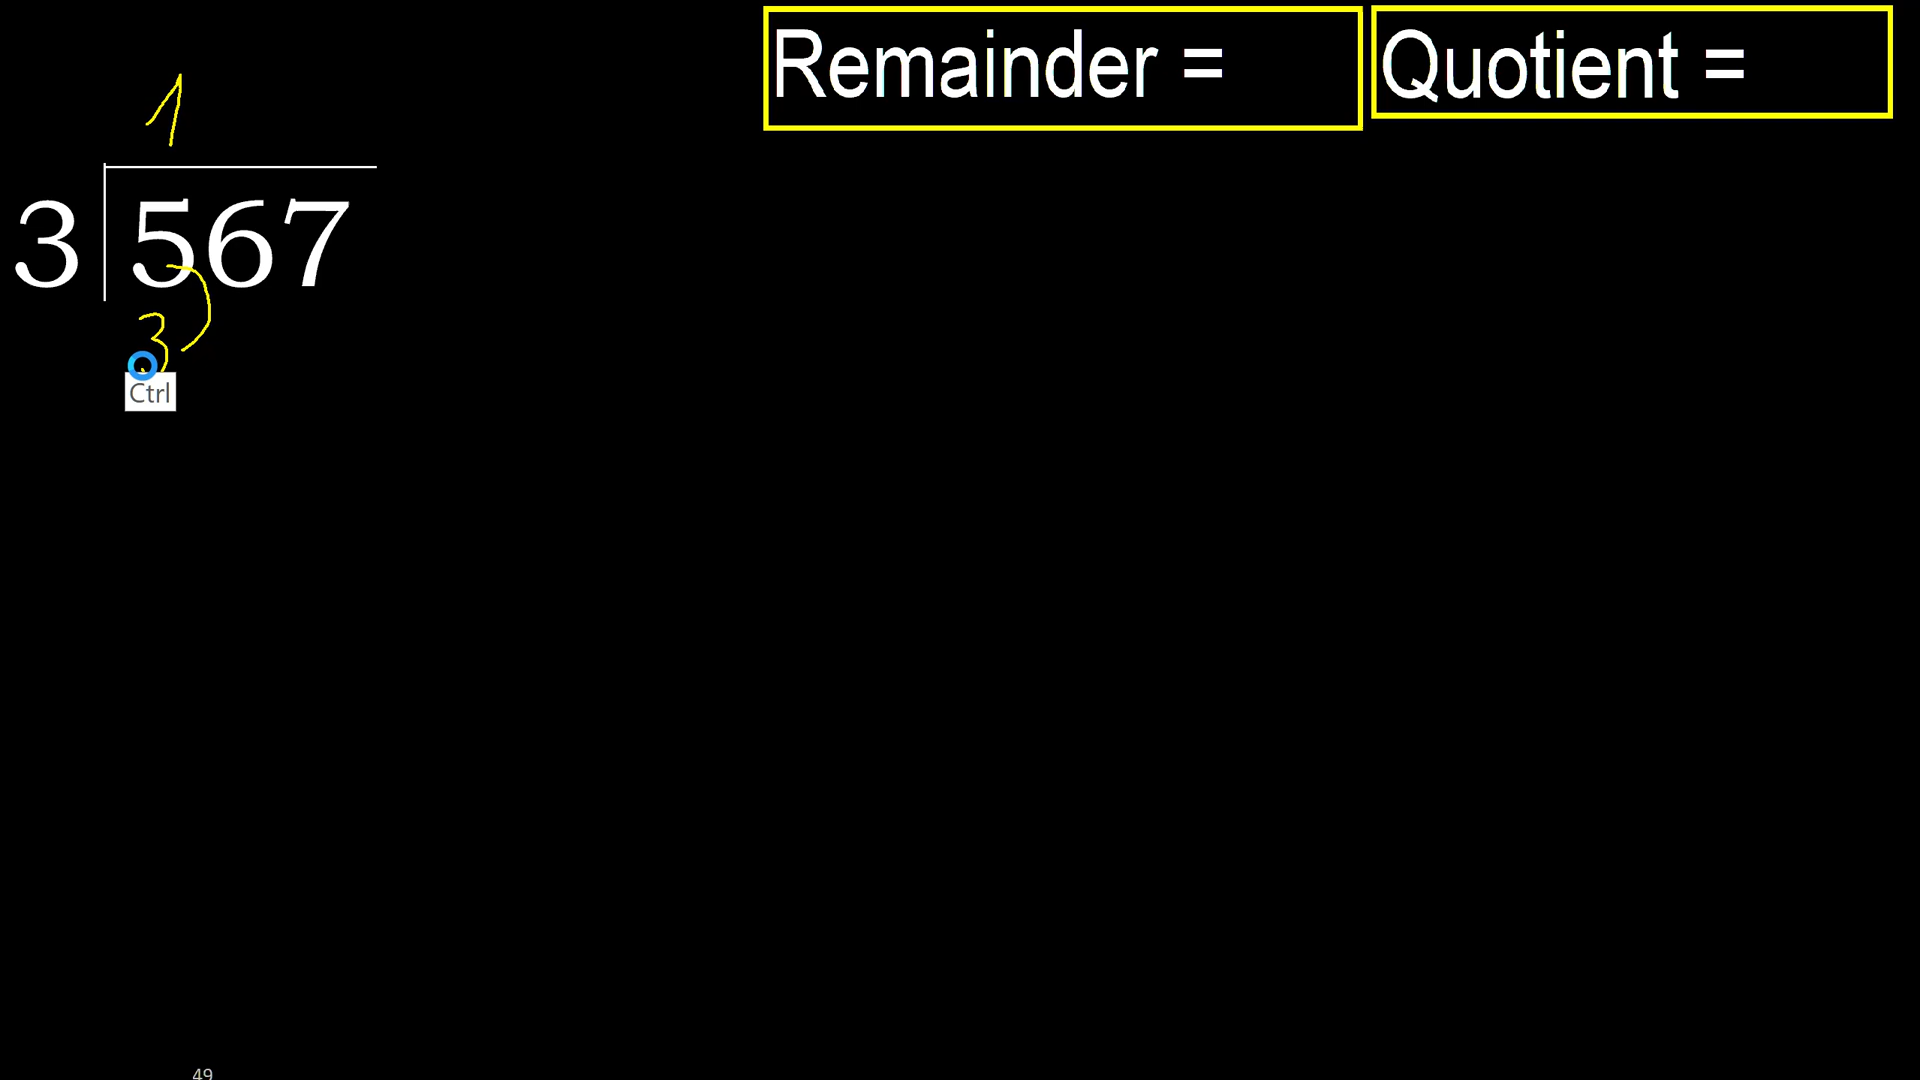 Remainder =
Quotient =
1
3 567
3
Ctrl
49